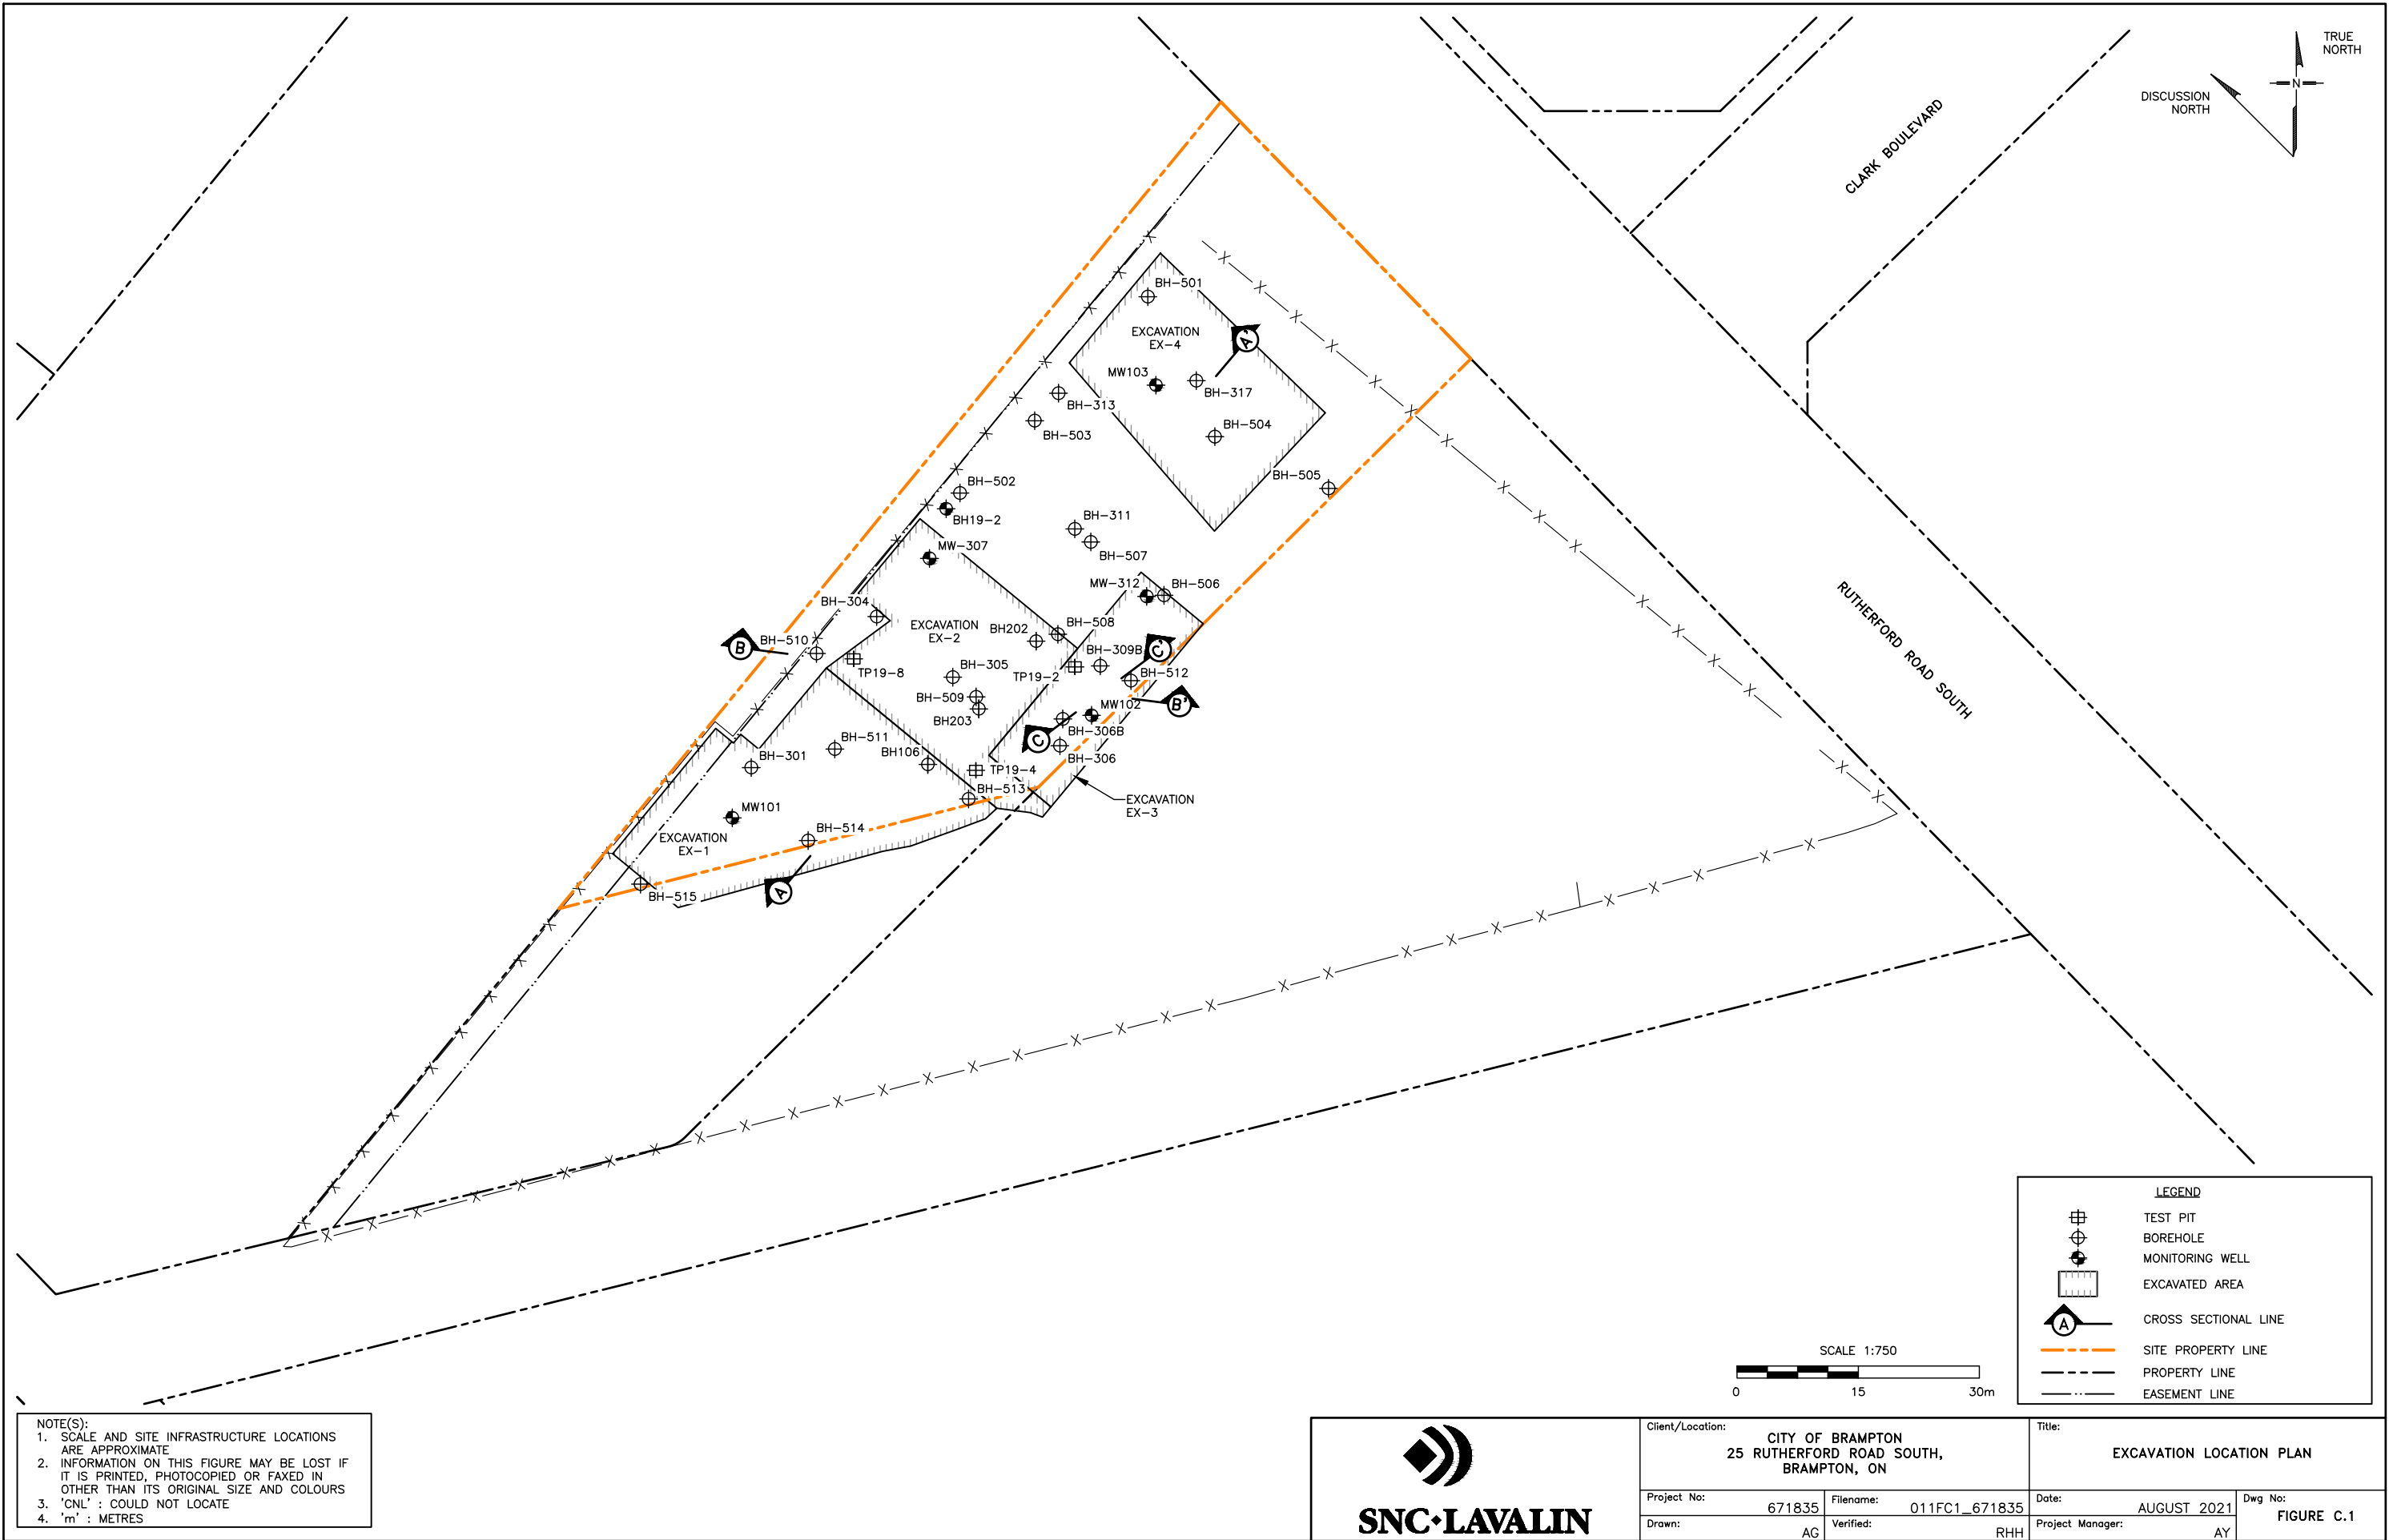 TRUE
NORTH
DISCUSSION
NORTH
N
CLARK BOULEVARD
RUTHERFORD ROAD SOUTH
BH-501
EXCAVATION
EX-4
A'
MW103
BH-317
BH-313
BH-503
BH-504
BH-505
BH-502
BH19-2
BH-311
BH-507
MW-307
MW-312
BH-506
BH-304
EXCAVATION
EX-2
BH202
BH-508
B
BH-510
C'
BH-309B
TP19-8
BH-305
TP19-2
BH-512
BH-509
BH203
MW102
B'
BH-306B
C
BH-511
BH106
BH-301
BH-306
TP19-4
BH-513
MW101
EXCAVATION
EX-3
BH-514
EXCAVATION
EX-1
A
BH-515
LEGEND
TEST PIT
BOREHOLE
MONITORING WELL
EXCAVATED AREA
A
CROSS SECTIONAL LINE
SITE PROPERTY LINE
PROPERTY LINE
EASEMENT LINE
SCALE 1:750
0 15 30m
NOTE(S):
1. SCALE AND SITE INFRASTRUCTURE LOCATIONS
ARE APPROXIMATE
2. INFORMATION ON THIS FIGURE MAY BE LOST IF
IT IS PRINTED, PHOTOCOPIED OR FAXED IN
OTHER THAN ITS ORIGINAL SIZE AND COLOURS
3. 'CNL' : COULD NOT LOCATE
4. 'm' : METRES
SNC•LAVALIN
Client/Location:
CITY OF BRAMPTON
25 RUTHERFORD ROAD SOUTH,
BRAMPTON, ON
Title:
EXCAVATION LOCATION PLAN
Project No: 671835
Filename: 011FC1_671835
Date: AUGUST 2021
Dwg No:
FIGURE C.1
Drawn: AG
Verified: RHH
Project Manager: AY